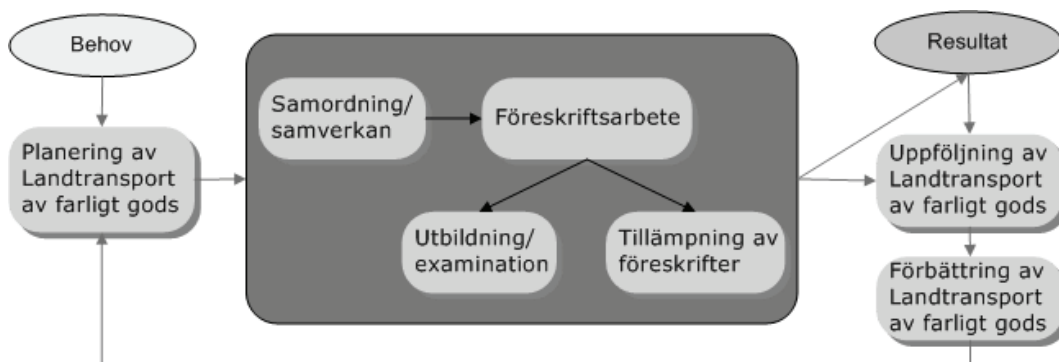 Behov
Planering av
Landtransport
av farligt gods
Samordning/
samverkan
Föreskriftsarbete
Utbildning/
examination
Tillämpning av
föreskrifter
Resultat
Uppföljning av
Landtransport
av farligt gods
Förbättring av
Landtransport
av farligt gods